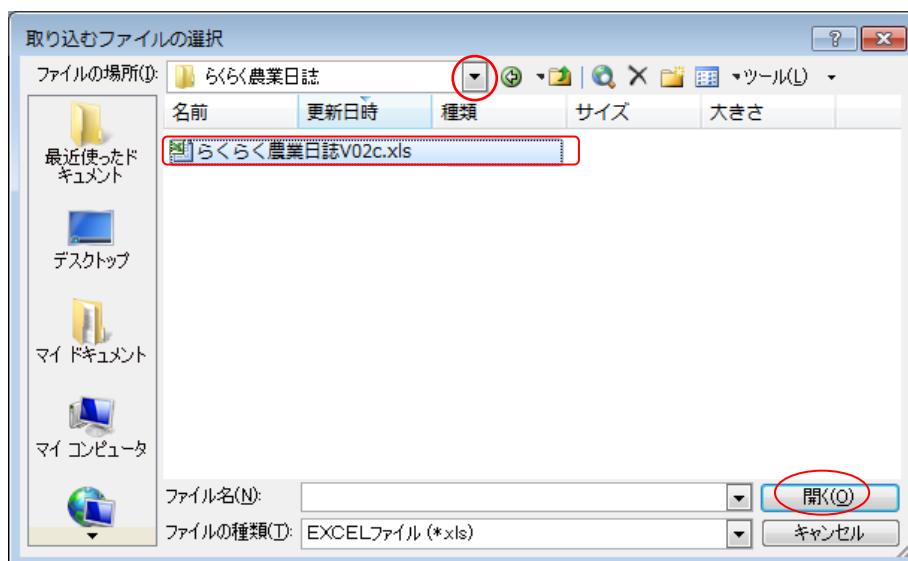 取り込むファイルの選択
ファイルの場所(I):
らくらく農業日誌
ツール(L)
名前 更新日時 種類 サイズ 大きさ
らくらく農業日誌V02c.xls
最近使ったド
キュメント
デスクトップ
マイ ドキュメント
マイ コンピュータ
ファイル名(N):
開く(O)
ファイルの種類(T):
EXCELファイル (*.xls)
キャンセル